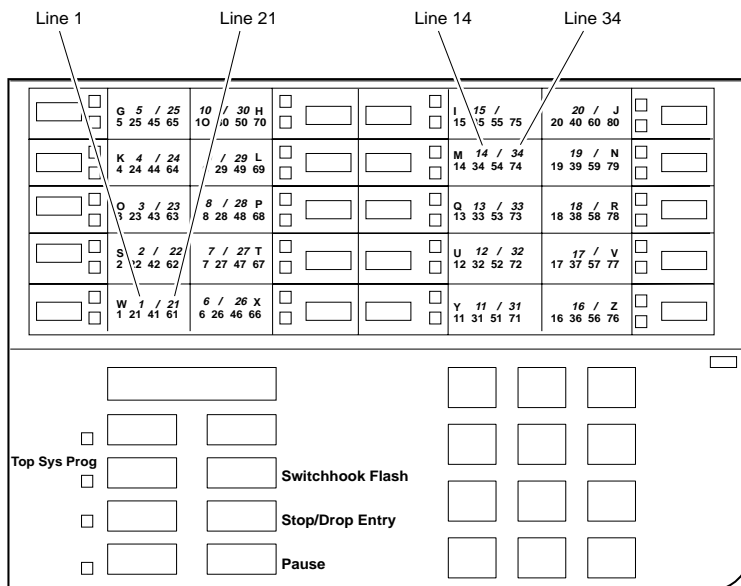 Line 1 Line 21 Line 14 Line 34
G 5 / 25 10 / 30 H I 15 / 20 / J
5 25 45 65 1O 50 70 15 55 75 20 40 60 80
K 4 / 24 / 29 L M 14 / 34 19 / N
4 24 44 64 29 49 69 14 34 54 74 19 39 59 79
O 3 / 23 8 / 28 P Q 13 / 33 18 / R
3 23 43 63 8 28 48 68 13 33 53 73 18 38 58 78
S 2 / 22 7 / 27 T U 12 / 32 17 / V
2 22 42 62 7 27 47 67 12 32 52 72 17 37 57 77
W 1 / 21 6 / 26 X Y 11 / 31 16 / Z
1 21 41 61 6 26 46 66 11 31 51 71 16 36 56 76
Top Sys Prog
Switchhook Flash
Stop/Drop Entry
Pause